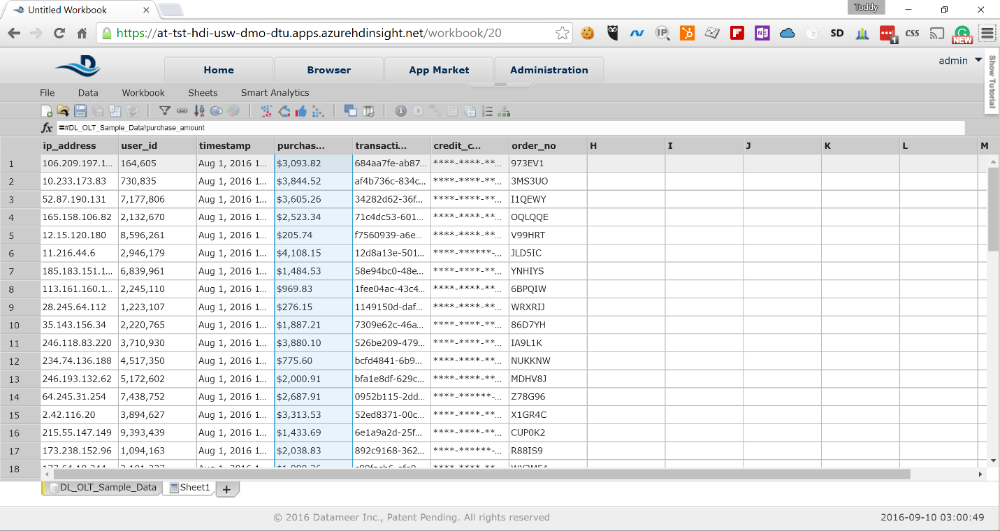 Untitled Workbook
Toddy
https://at-tst-hdi-usw-dmo-dtu.apps.azurehdinsight.net/workbook/20
IP SD 1 CSS NEW
Home Browser App Market Administration admin
Show Tutorial
File Data Workbook Sheets Smart Analytics
fx =#DL_OLT_Sample_Data!purchase_amount
ip_address user_id timestamp purchas... transacti... credit_c... order_no H I J K L M
1 106.209.197.1... 164,605 Aug 1, 2016 1... $3,093.82 684aa7fe-ab87... ****-****-**... 973EV1
2 10.233.173.83 730,835 Aug 1, 2016 1... $3,844.52 af4b736c-834c... ****-****-**... 3MS3UO
3 52.87.190.131 7,177,806 Aug 1, 2016 1... $3,605.26 34282d62-36f... ****-****-**... I1QEWY
4 165.158.106.82 2,132,670 Aug 1, 2016 1... $2,523.34 71c4dc53-601... ****-****-**... OQLQQE
5 12.15.120.180 8,596,261 Aug 1, 2016 1... $205.74 f7560939-a6e... ****-****-**... V99HRT
6 11.216.44.6 2,946,179 Aug 1, 2016 1... $4,108.15 12d8a13e-501... ****-******-... JLD5IC
7 185.183.151.1... 6,839,961 Aug 1, 2016 1... $1,484.53 58e94bc0-48e... ****-****-**... YNHIYS
8 113.161.160.1... 2,245,110 Aug 1, 2016 1... $969.83 1fee04ac-43c4... ****-****-**... 6BPQIW
9 28.245.64.112 1,223,107 Aug 1, 2016 1... $276.15 1149150d-daf... ****-****-**... WRXRIJ
10 35.143.156.34 2,220,765 Aug 1, 2016 1... $1,887.21 7309e62c-46a... ****-****-**... 86D7YH
11 246.118.83.220 3,710,930 Aug 1, 2016 1... $3,880.10 526be209-479... ****-****-**... IA9L1K
12 234.74.136.188 4,517,350 Aug 1, 2016 1... $775.60 bcfd4841-6b9... ****-****-**... NUKKNW
13 246.193.132.62 5,172,602 Aug 1, 2016 1... $2,000.91 bfa1e8df-629c... ****-****-**... MDHV8J
14 64.245.31.254 7,438,752 Aug 1, 2016 1... $2,687.91 0952b115-2dd... ****-******-... Z78G96
15 2.42.116.20 3,894,627 Aug 1, 2016 1... $3,313.53 52ed8371-00c... ****-****-**... X1GR4C
16 215.55.147.149 9,393,439 Aug 1, 2016 1... $1,433.69 6e1a9a2d-25f... ****-****-**... CUP0K2
17 173.238.152.96 1,094,163 Aug 1, 2016 1... $2,038.83 892c9168-362... ****-******-... R88IS9
18
DL_OLT_Sample_Data Sheet1
© 2016 Datameer Inc., Patent Pending. All rights reserved 2016-09-10 03:00:49